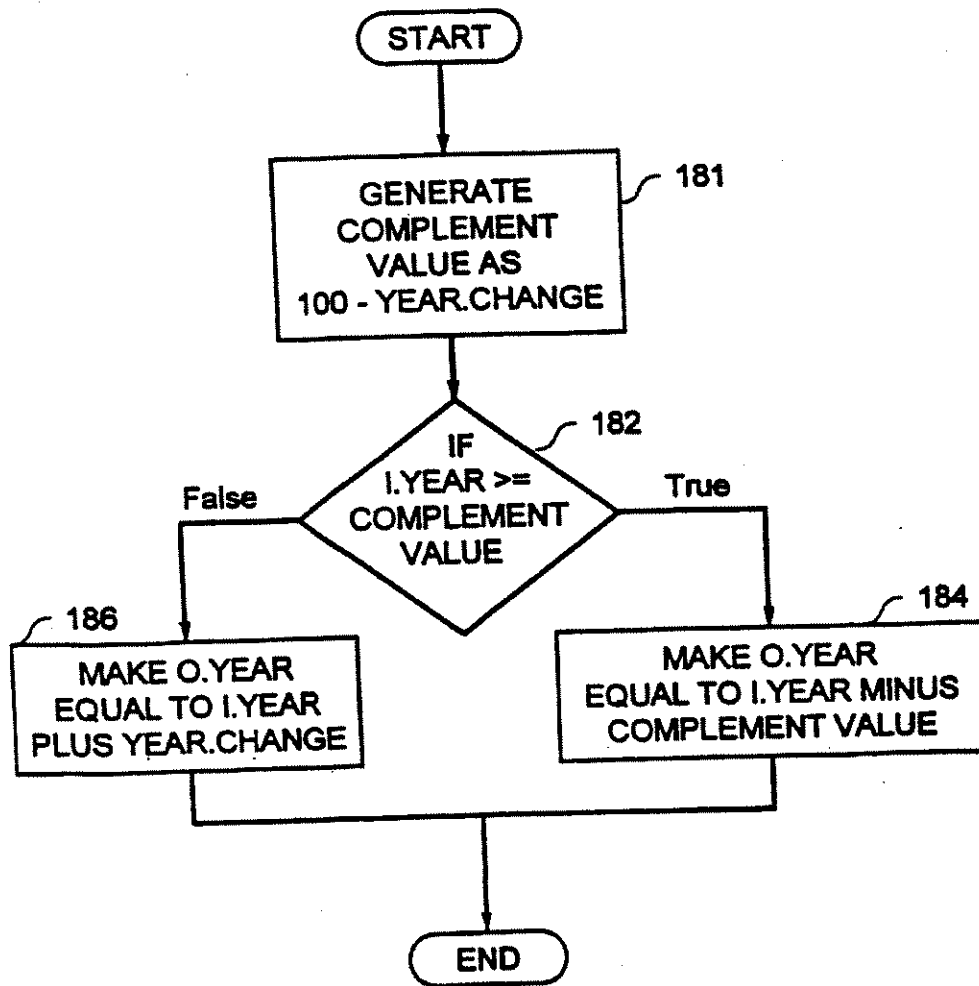 START
GENERATE
COMPLEMENT
VALUE AS
100 - YEAR.CHANGE
181
IF
I.YEAR >=
COMPLEMENT
VALUE
182
False
True
186
MAKE O.YEAR
EQUAL TO I.YEAR
PLUS YEAR.CHANGE
184
MAKE O.YEAR
EQUAL TO I.YEAR MINUS
COMPLEMENT VALUE
END